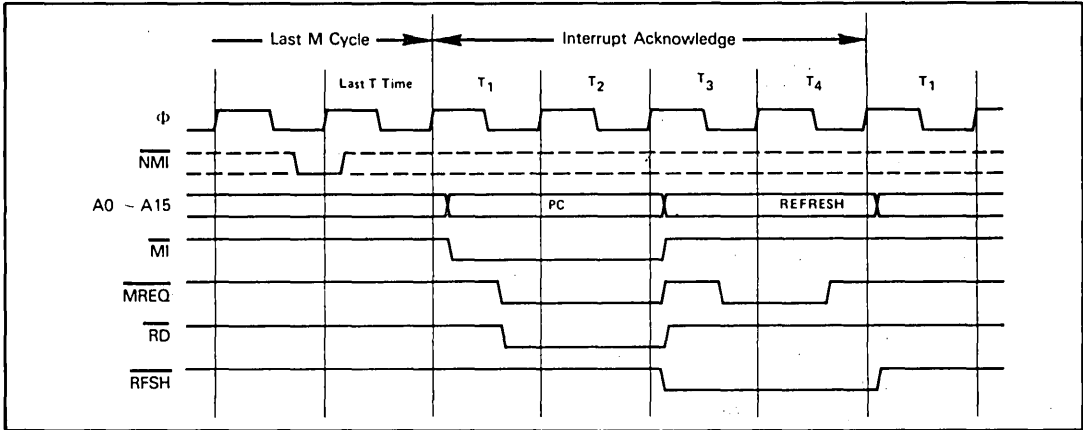 Last M Cycle Interrupt Acknowledge
Last T Time T1 T2 T3 T4 T1
Φ
NMI
A0 ~ A15 PC REFRESH
MI
MREQ
RD
RFSH